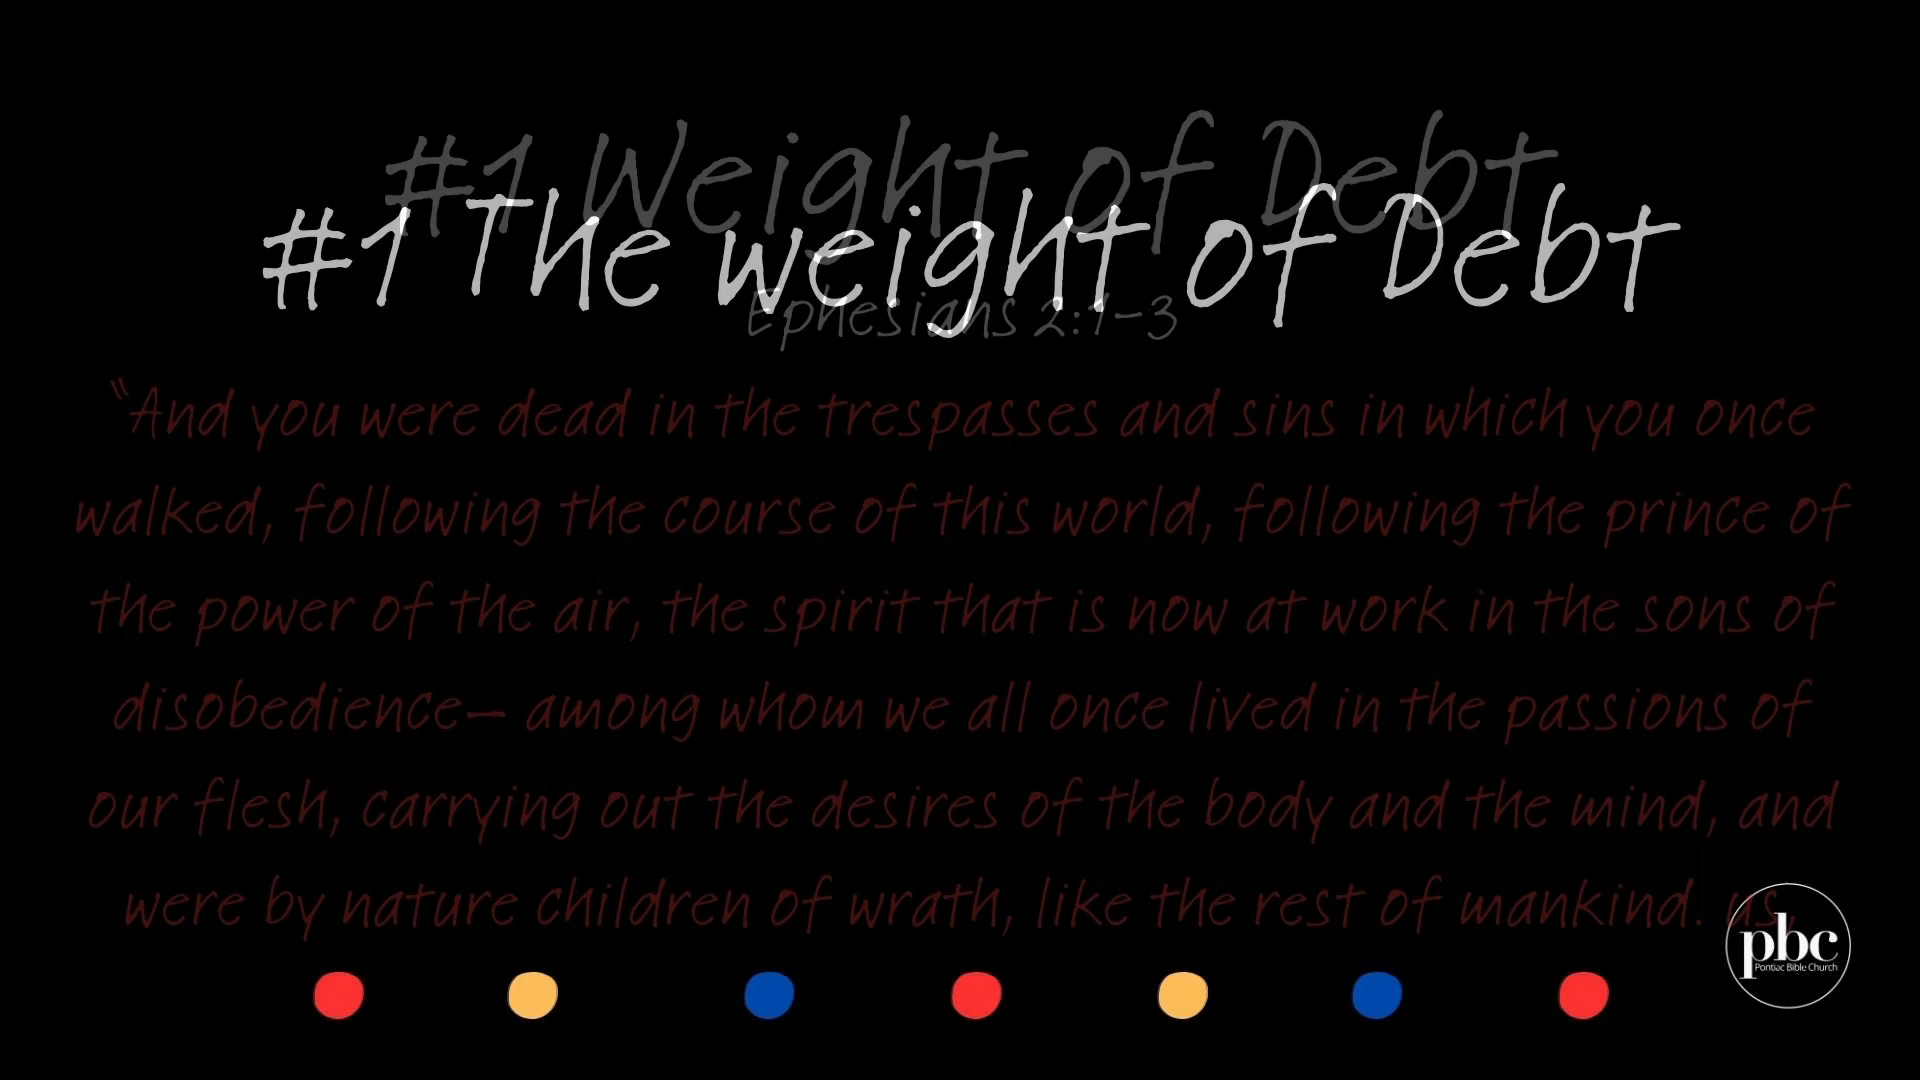 #1 Weight of Debt
#1 The weight of Debt
Ephesians 2:1-3
"And you were dead in the trespasses and sins in which you once
walked, following the course of this world, following the prince of
the power of the air, the spirit that is now at work in the sons of
disobedience— among whom we all once lived in the passions of
our flesh, carrying out the desires of the body and the mind, and
were by nature children of wrath, like the rest of mankind. us,
pbc
Pontiac Bible Church